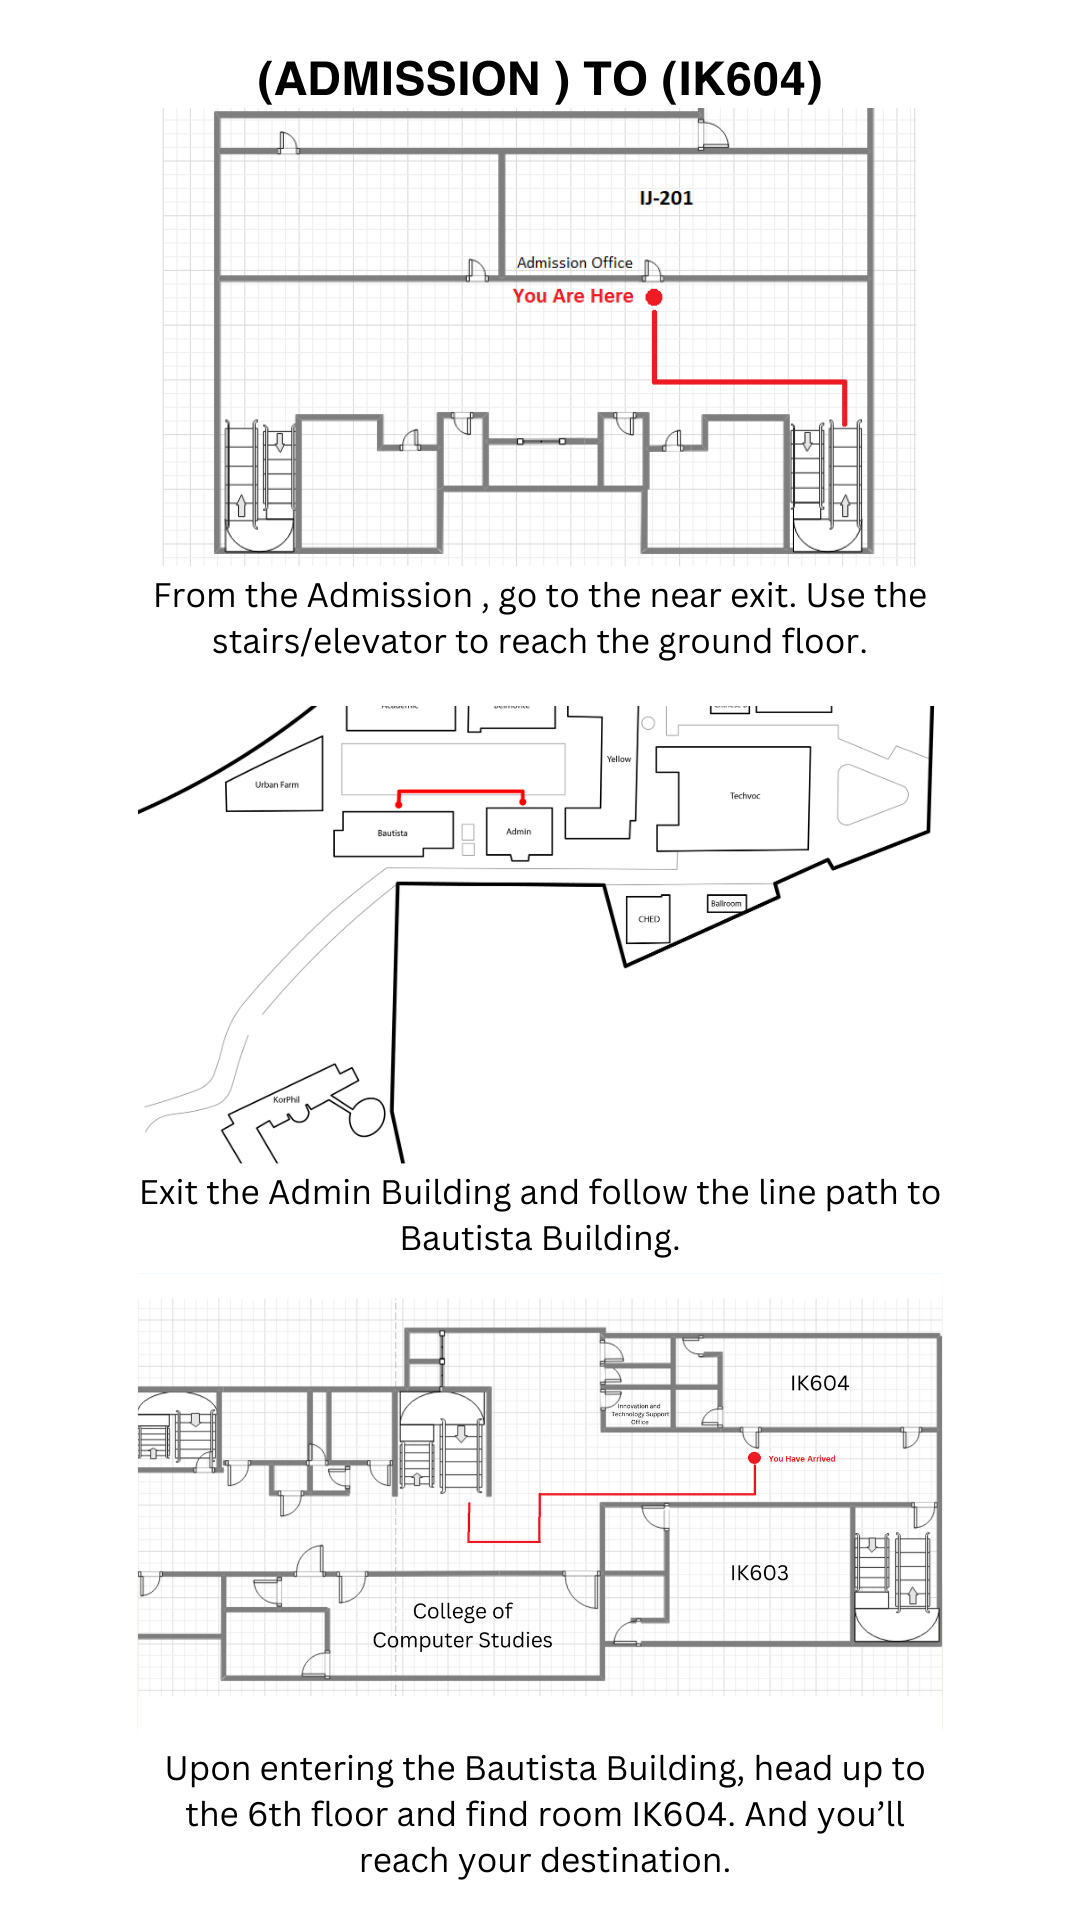 (ADMISSION ) TO (IK604)
IJ-201
Admission Office
You Are Here
From the Admission , go to the near exit. Use the
stairs/elevator to reach the ground floor.
Academic
Belmonte
Yellow
Urban Farm
Techvoc
Bautista
Admin
CHED
Ballroom
KorPhil
Exit the Admin Building and follow the line path to
Bautista Building.
IK604
Innovation and
Technology Support
Office
You Have Arrived
IK603
College of
Computer Studies
Upon entering the Bautista Building, head up to
the 6th floor and find room IK604. And you’ll
reach your destination.